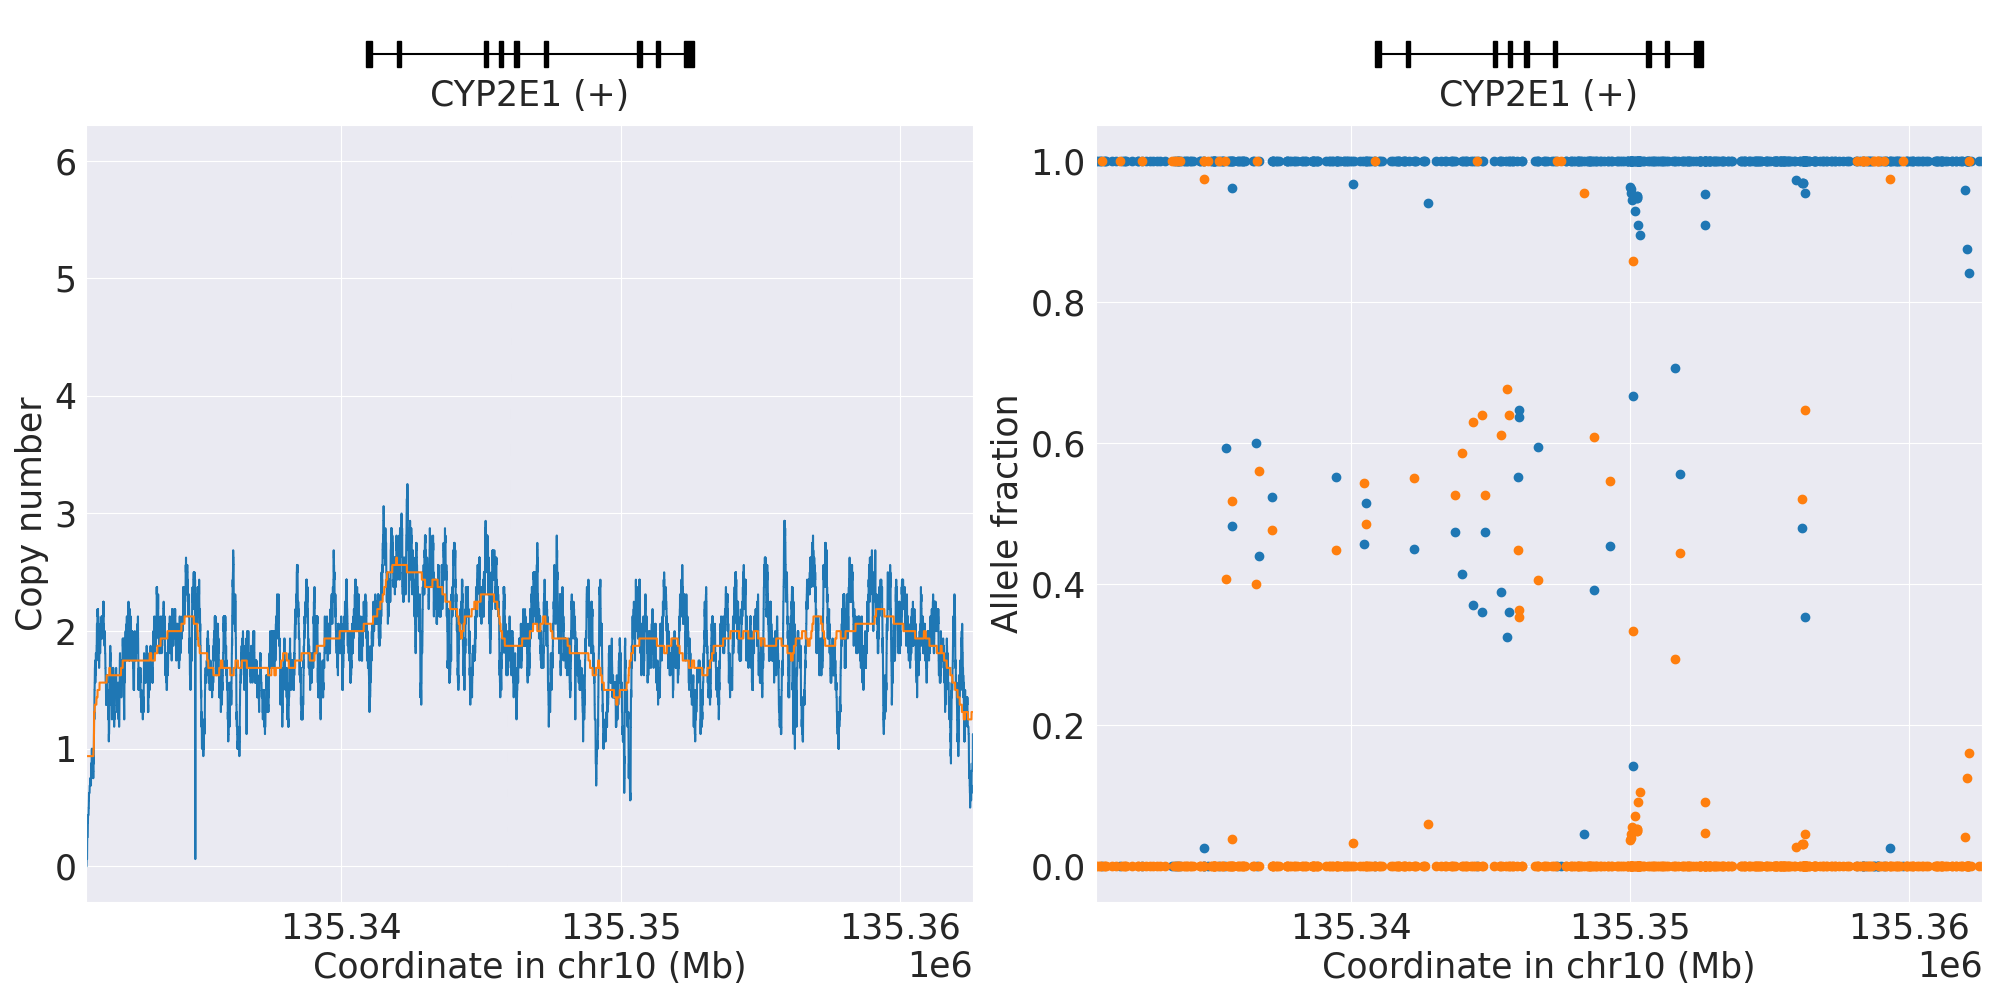 CYP2E1 (+)
Copy number
6
5
4
3
2
1
0
135.34 135.35 135.36
Coordinate in chr10 (Mb)
1e6
CYP2E1 (+)
Allele fraction
1.0
0.8
0.6
0.4
0.2
0.0
135.34 135.35 135.36
Coordinate in chr10 (Mb)
1e6